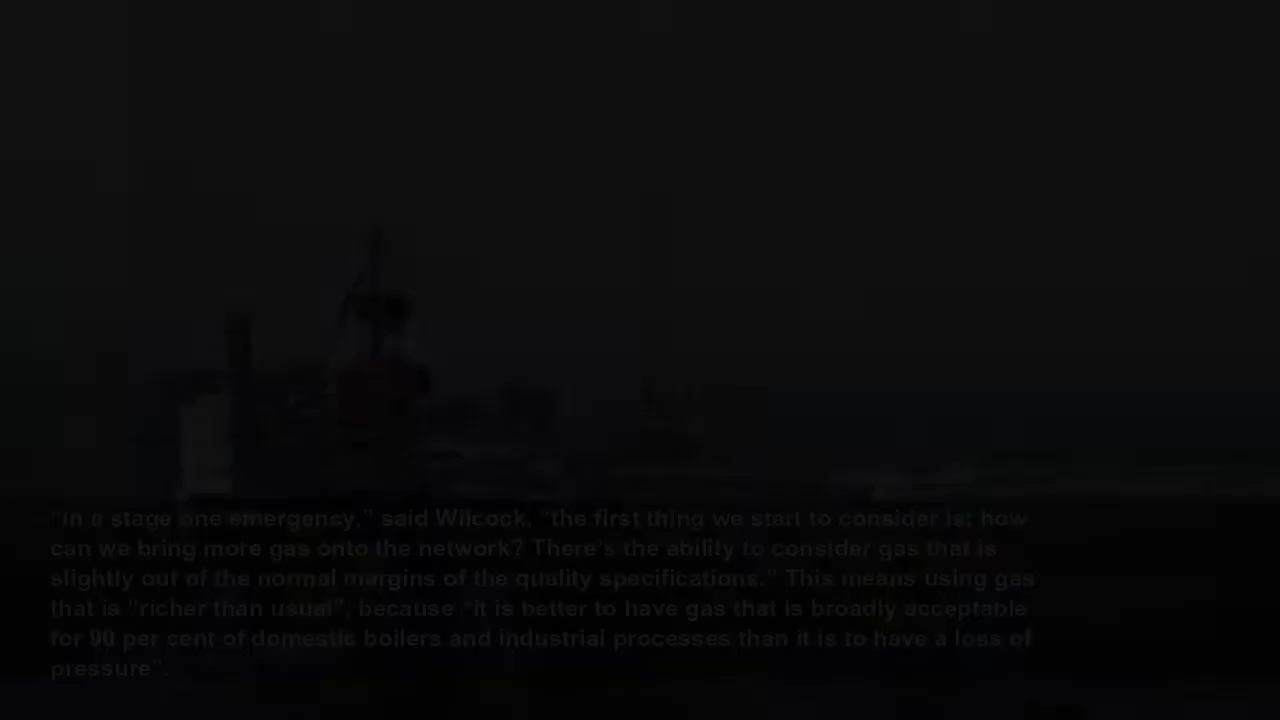 "In a stage one emergency," said Wilcock, "the first thing we start to consider is: how
can we bring more gas onto the network? There's the ability to consider gas that is
slightly out of the normal margins of the quality specifications." This means using gas
that is "richer than usual", because "it is better to have gas that is broadly acceptable
for 90 per cent of domestic boilers and industrial processes than it is to have a loss of
pressure".